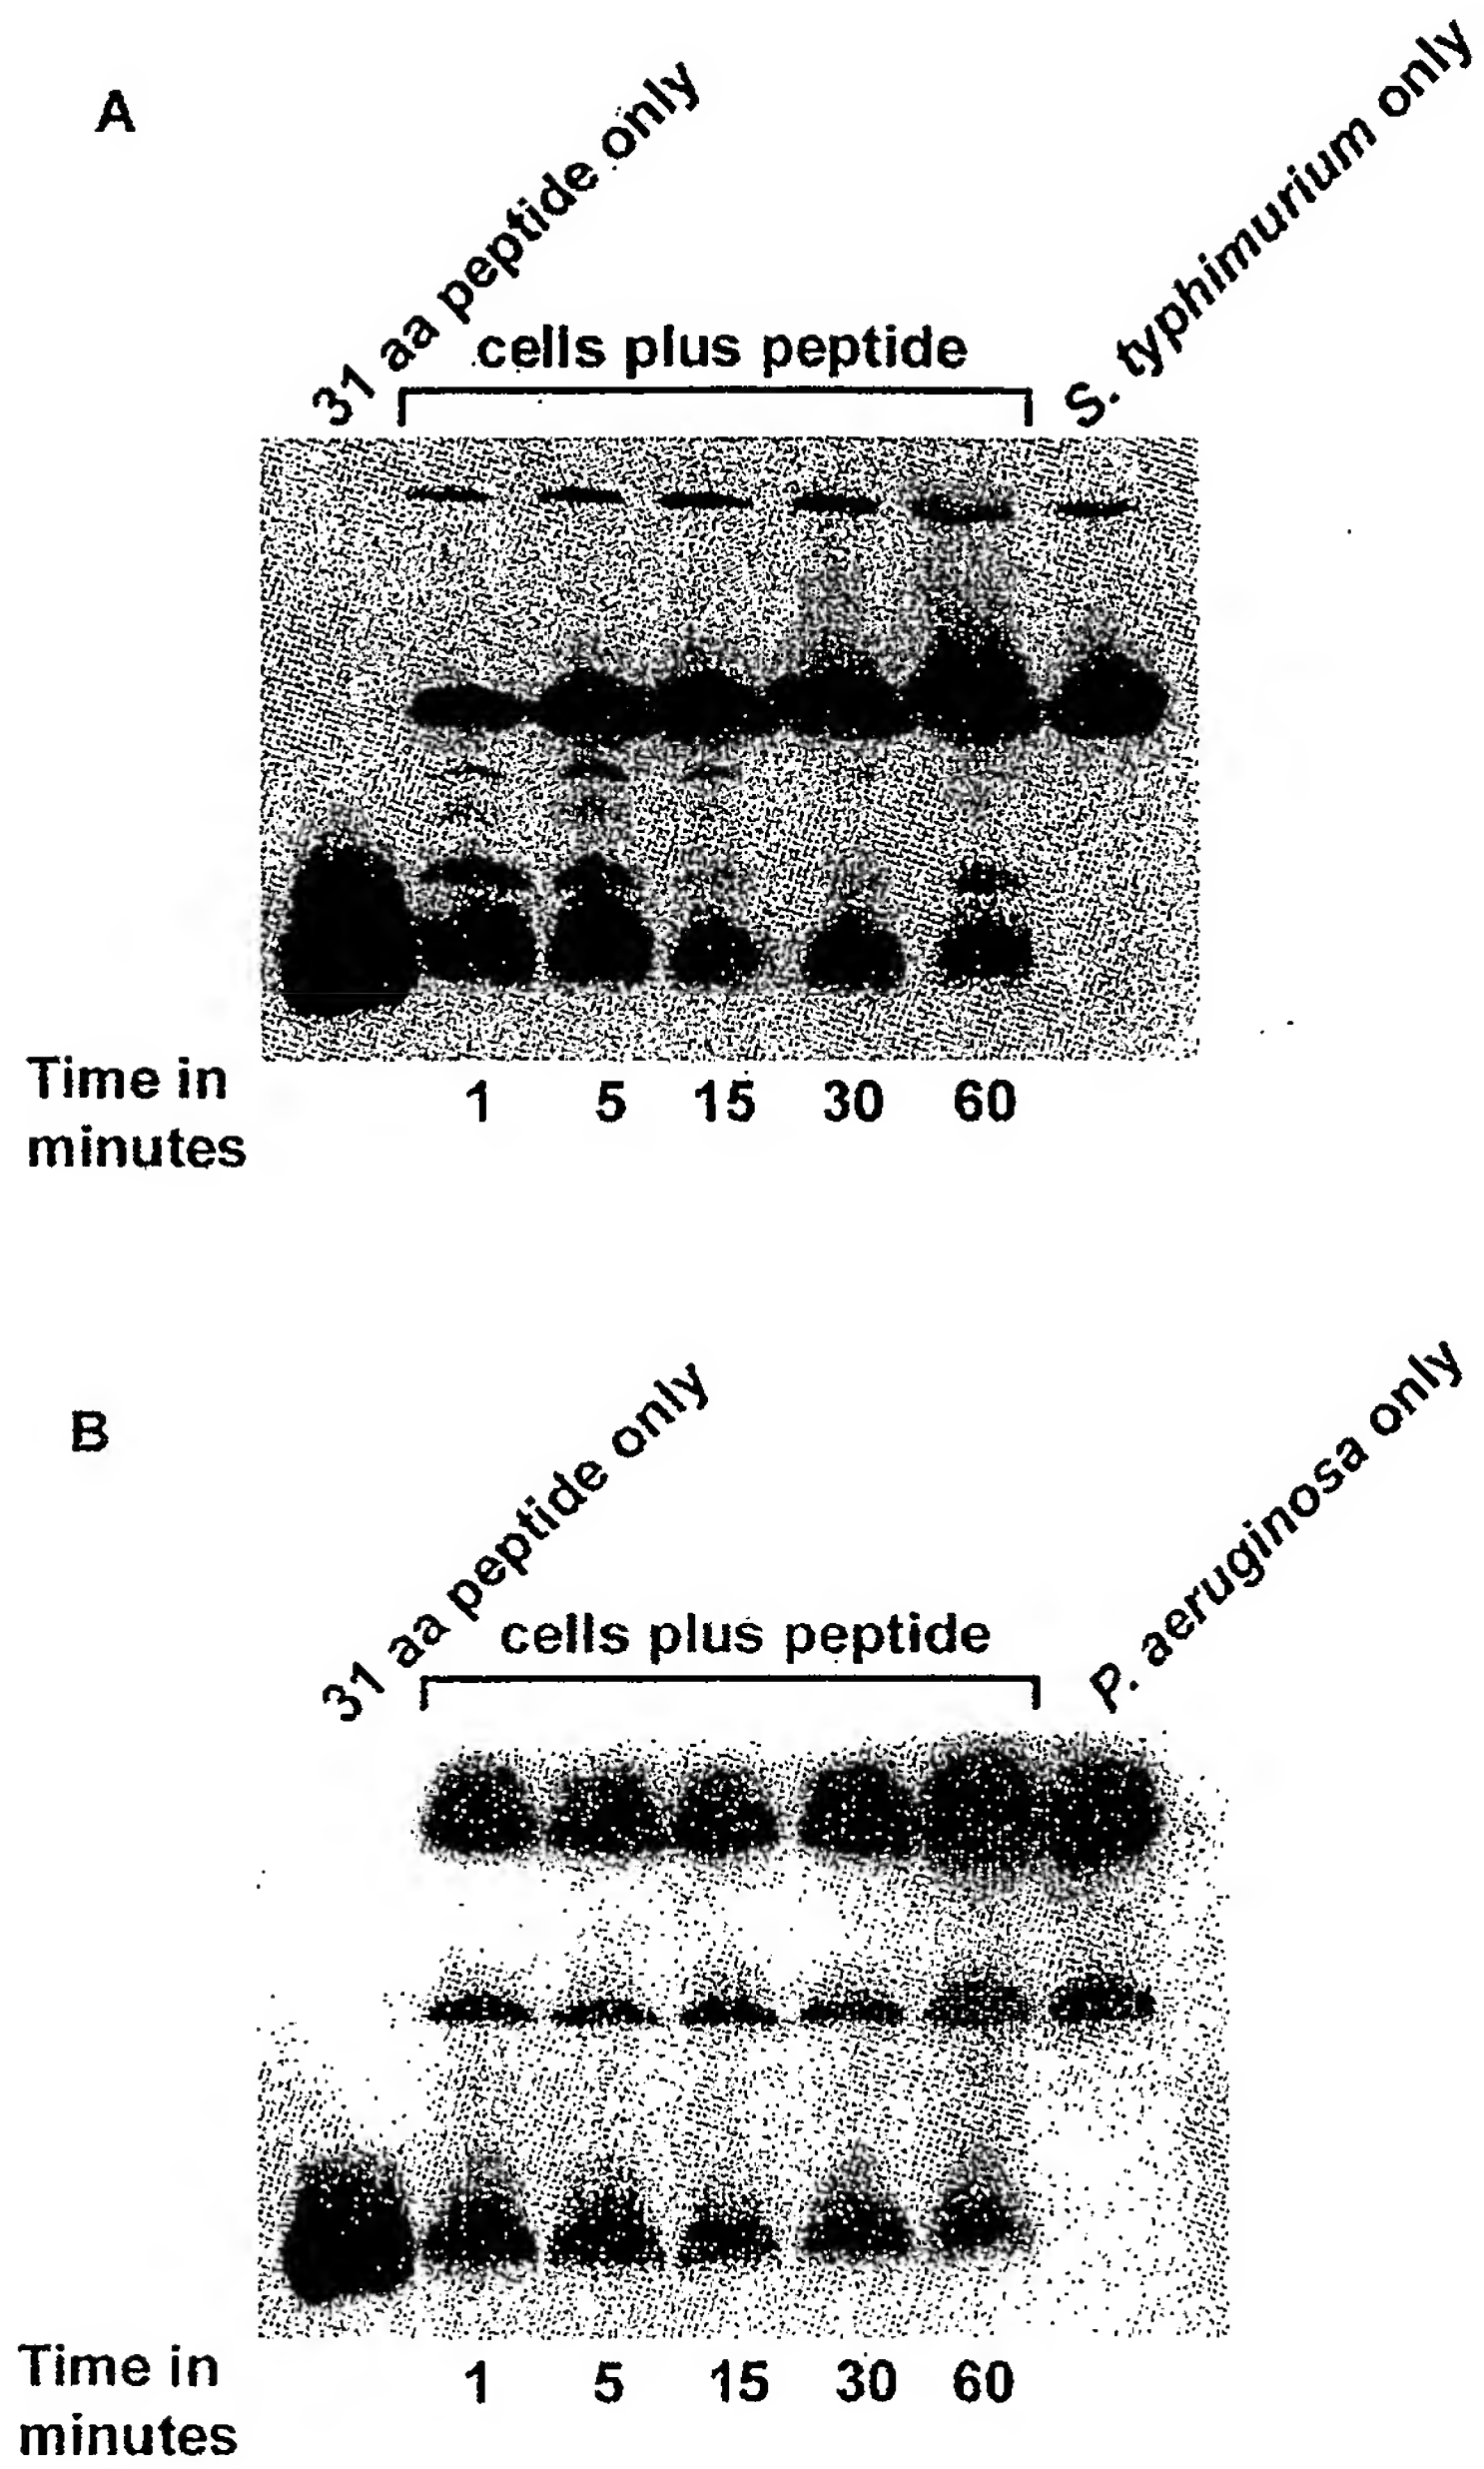 A
31 aa peptide only
cells plus peptide
S. typhimurium only
Time in
minutes
1 5 15 30 60
B
31 aa peptide only
cells plus peptide
P. aeruginosa only
Time in
minutes
1 5 15 30 60